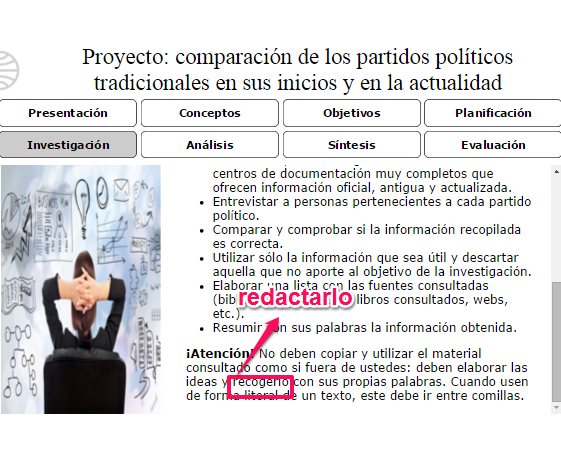 Proyecto: comparación de los partidos políticos
tradicionales en sus inicios y en la actualidad
Presentación
Conceptos
Objetivos
Planificación
Investigación
Análisis
Síntesis
Evaluación
centros de documentación muy completos que
ofrecen información oficial, antigua y actualizada.
• Entrevistar a personas pertenecientes a cada partido
político.
• Comparar y comprobar si la información recopilada
es correcta.
• Utilizar sólo la información que sea útil y descartar
aquella que no aporte al objetivo de la investigación.
• Elaborar una lista con las fuentes consultadas
redactarlo
libros consultados, webs,
etc.).
• Resumir con sus palabras la información obtenida.
¡Atención! No deben copiar y utilizar el material
consultado como si fuera de ustedes: deben elaborar las
ideas y recogerlo con sus propias palabras. Cuando usen
de forma literal de un texto, este debe ir entre comillas.